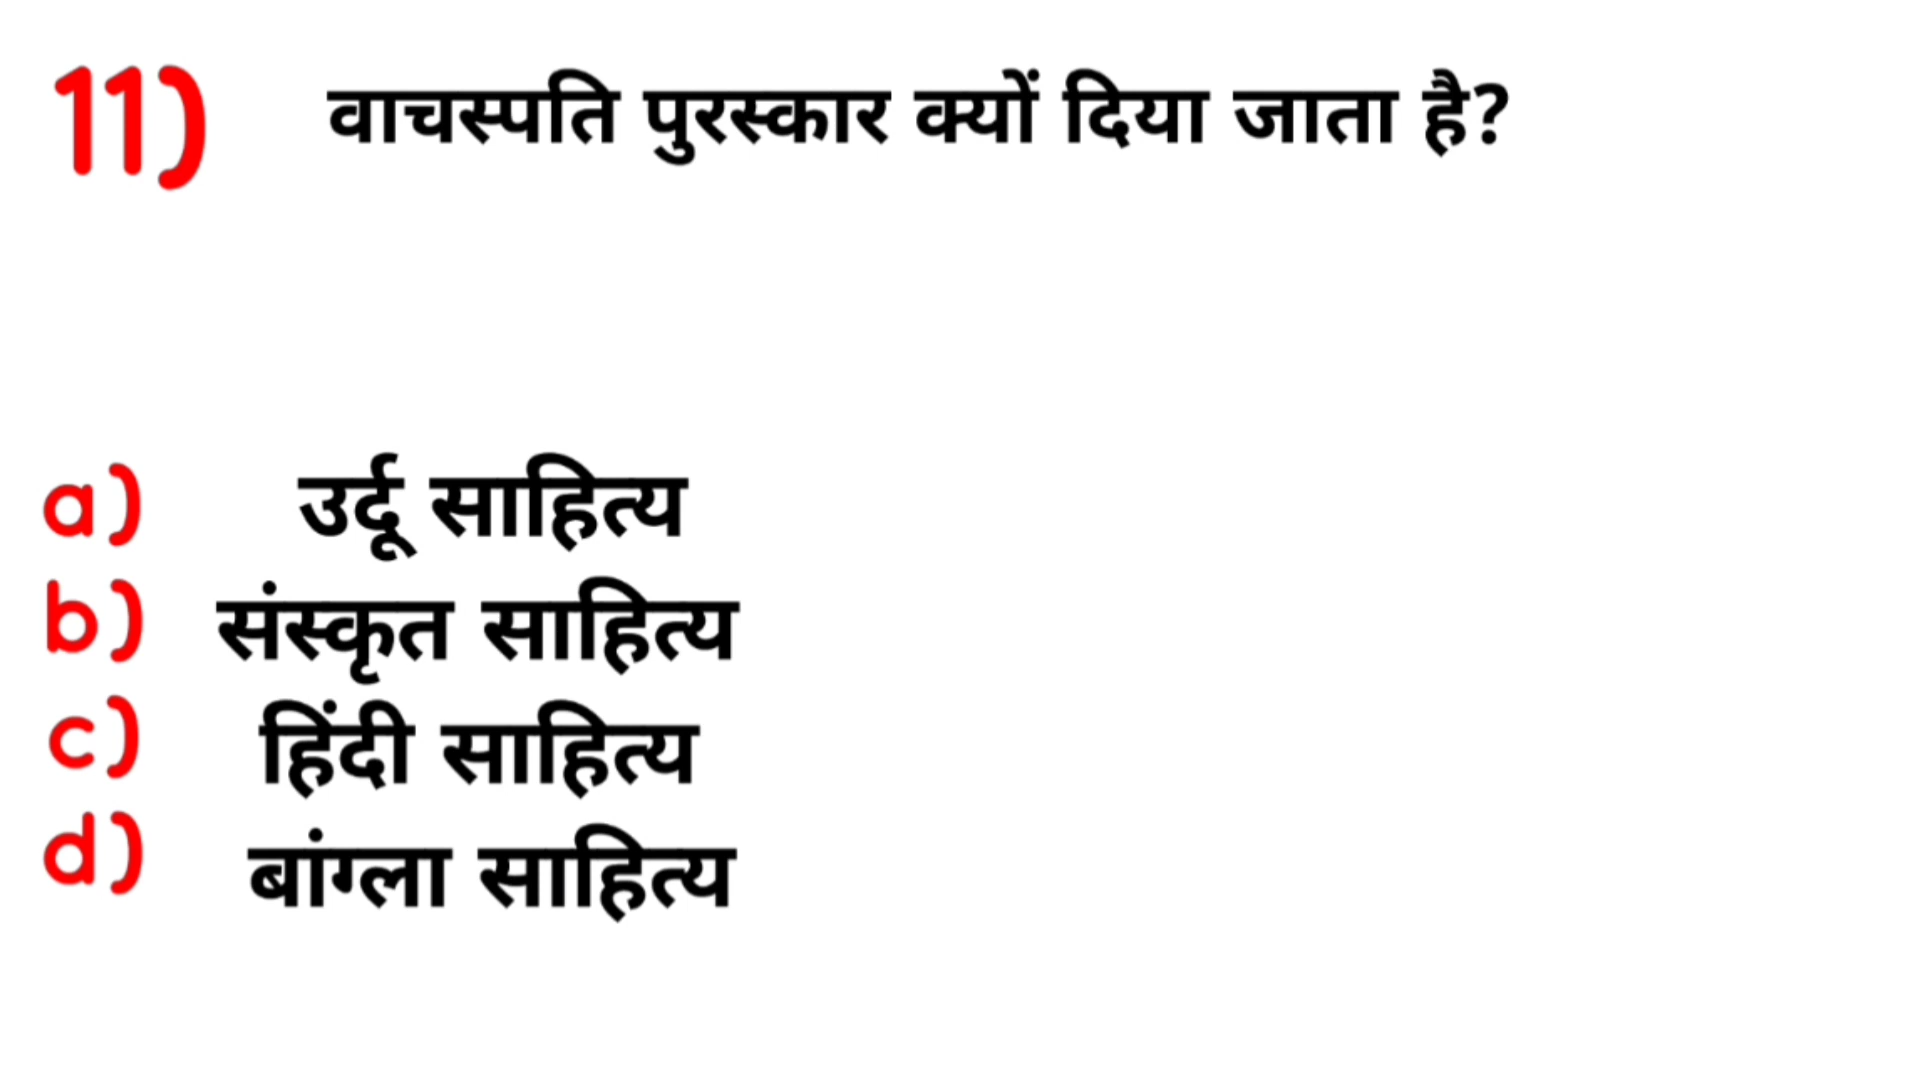 11) वाचस्पति पुरस्कार क्यों दिया जाता है?
a) उर्दू साहित्य
b) संस्कृत साहित्य
c) हिंदी साहित्य
d) बांग्ला साहित्य